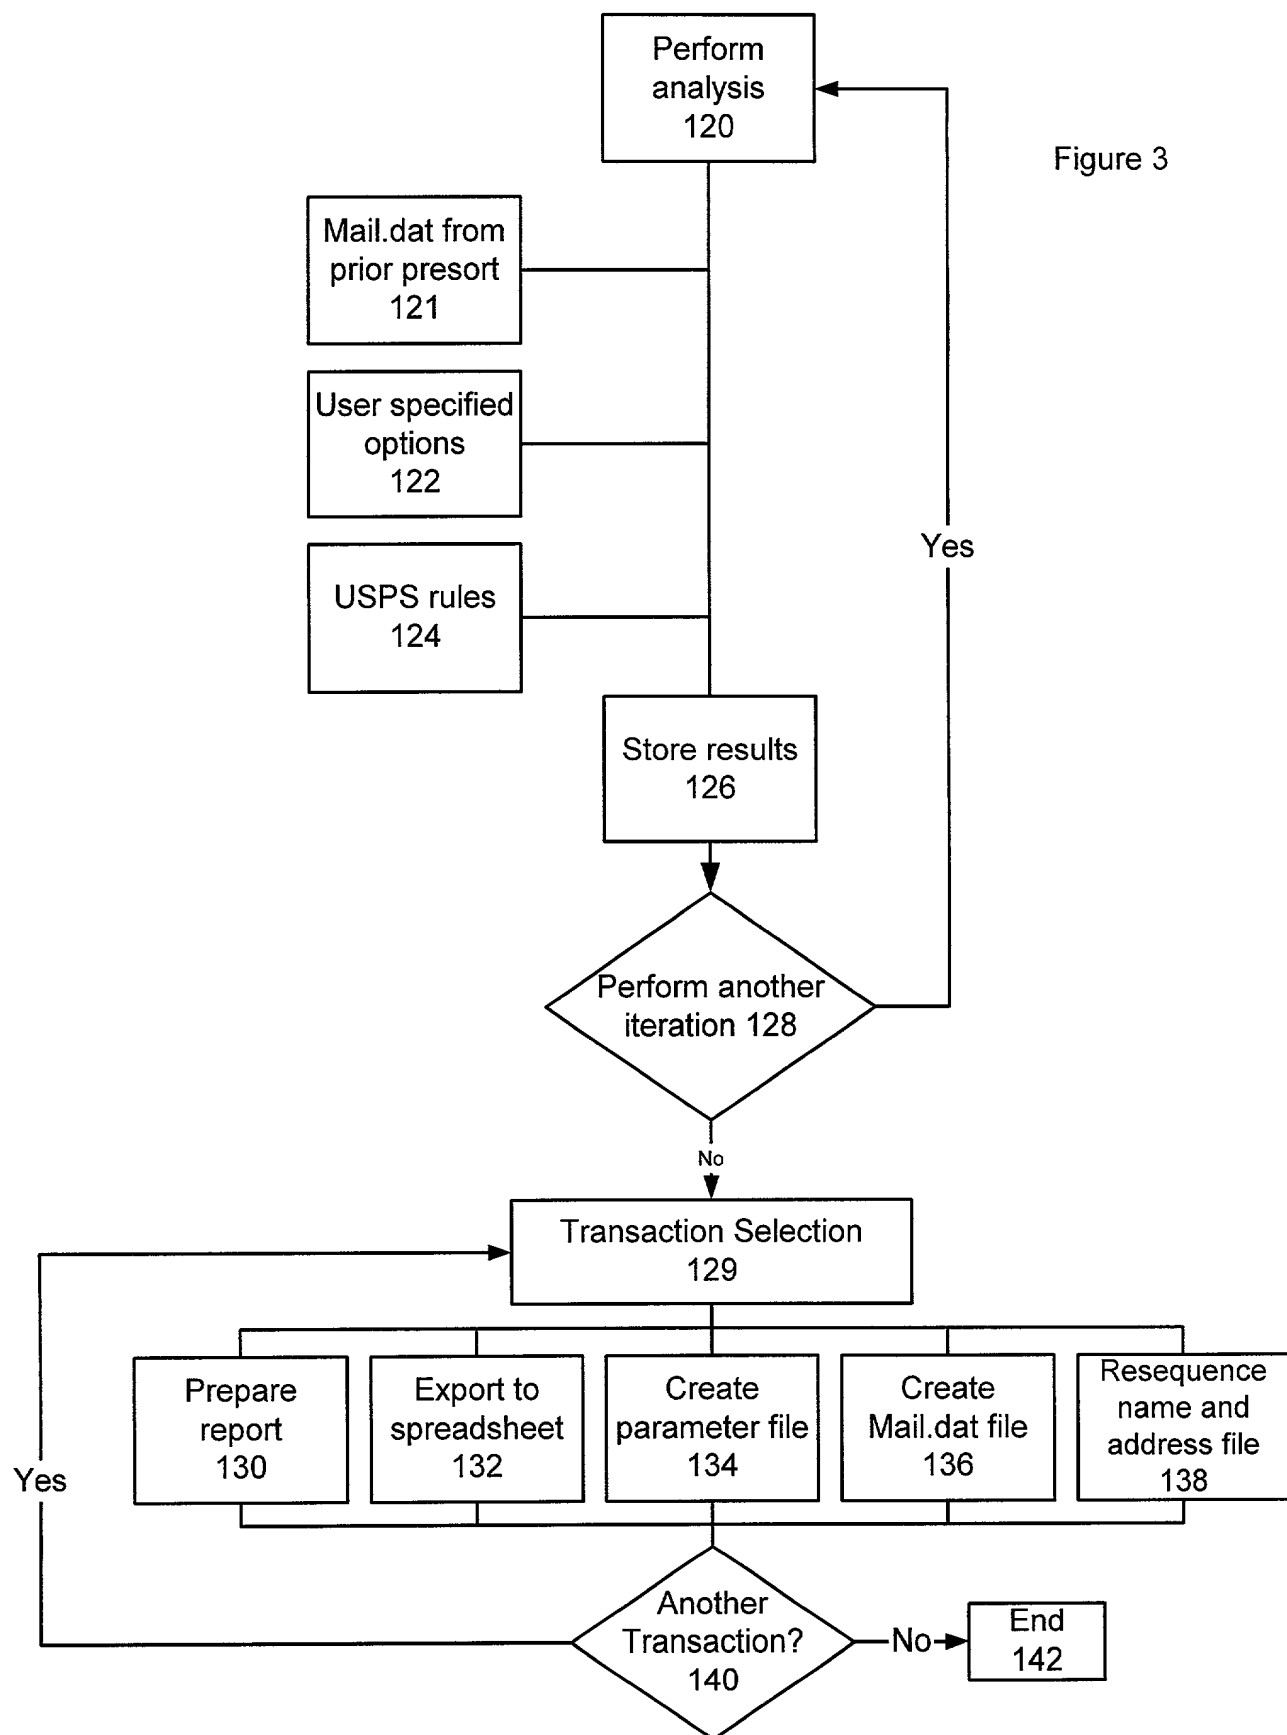 Perform
analysis
120
Figure 3
Mail.dat from
prior presort
121
User specified
options
122
USPS rules
124
Yes
Store results
126
Perform another
iteration 128
No
Transaction Selection
129
Prepare
report
130
Export to
spreadsheet
132
Create
parameter file
134
Create
Mail.dat file
136
Resequence
name and
address file
138
Yes
Another
Transaction?
140
No
End
142